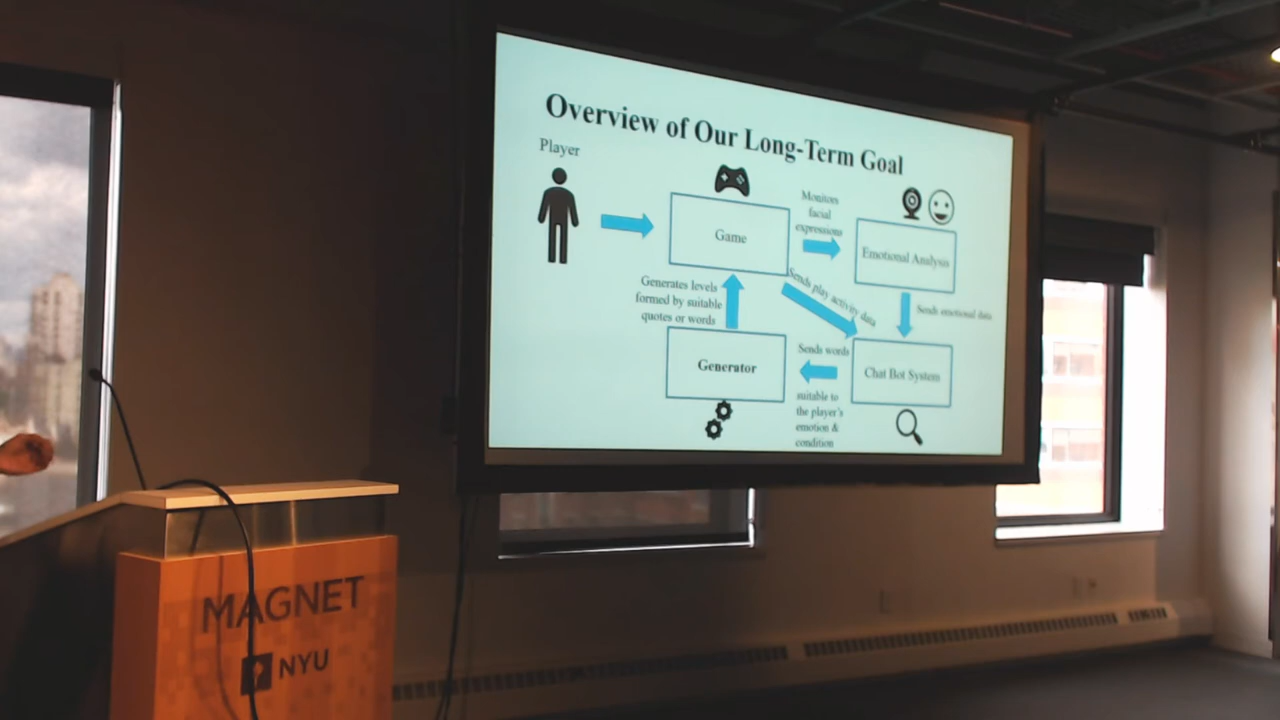 Overview of Our Long-Term Goal
Player
Monitors
facial
expressions
Game
Emotional Analysis
Generates levels
formed by suitable
quotes or words
Sends play activity data
Sends emotional data
Generator
Sends words
suitable to
the player's
emotion &
condition
Chat Bot System
MAGNET
NYU